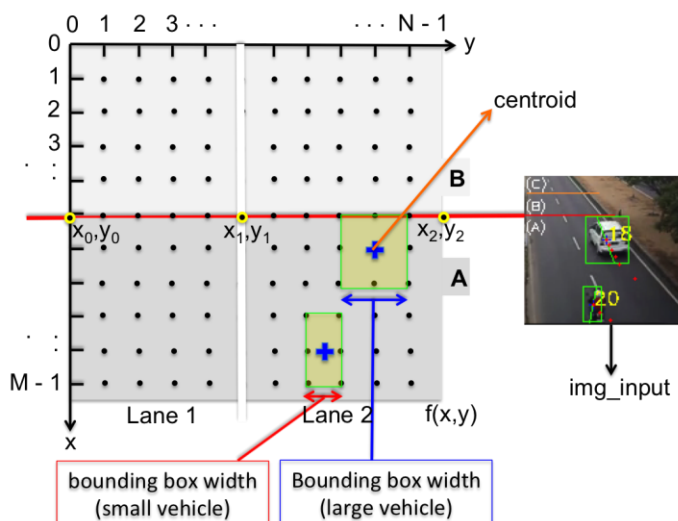 0 1 2 3 · · · · · · N - 1
y
0
1
2
3
· ·
·
centroid
B
(C)
(B)
(A)
18
20
x0,y0 x1,y1 x2,y2
A
· ·
·
M - 1
img_input
Lane 1 Lane 2 f(x,y)
x
bounding box width
(small vehicle)
Bounding box width
(large vehicle)